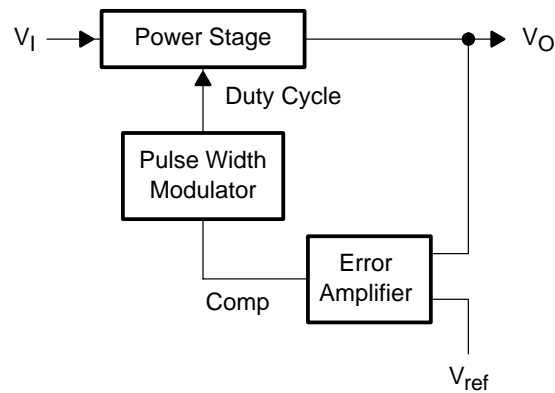 V_I
Power Stage
V_O
Duty Cycle
Pulse Width
Modulator
Error
Amplifier
Comp
V_ref